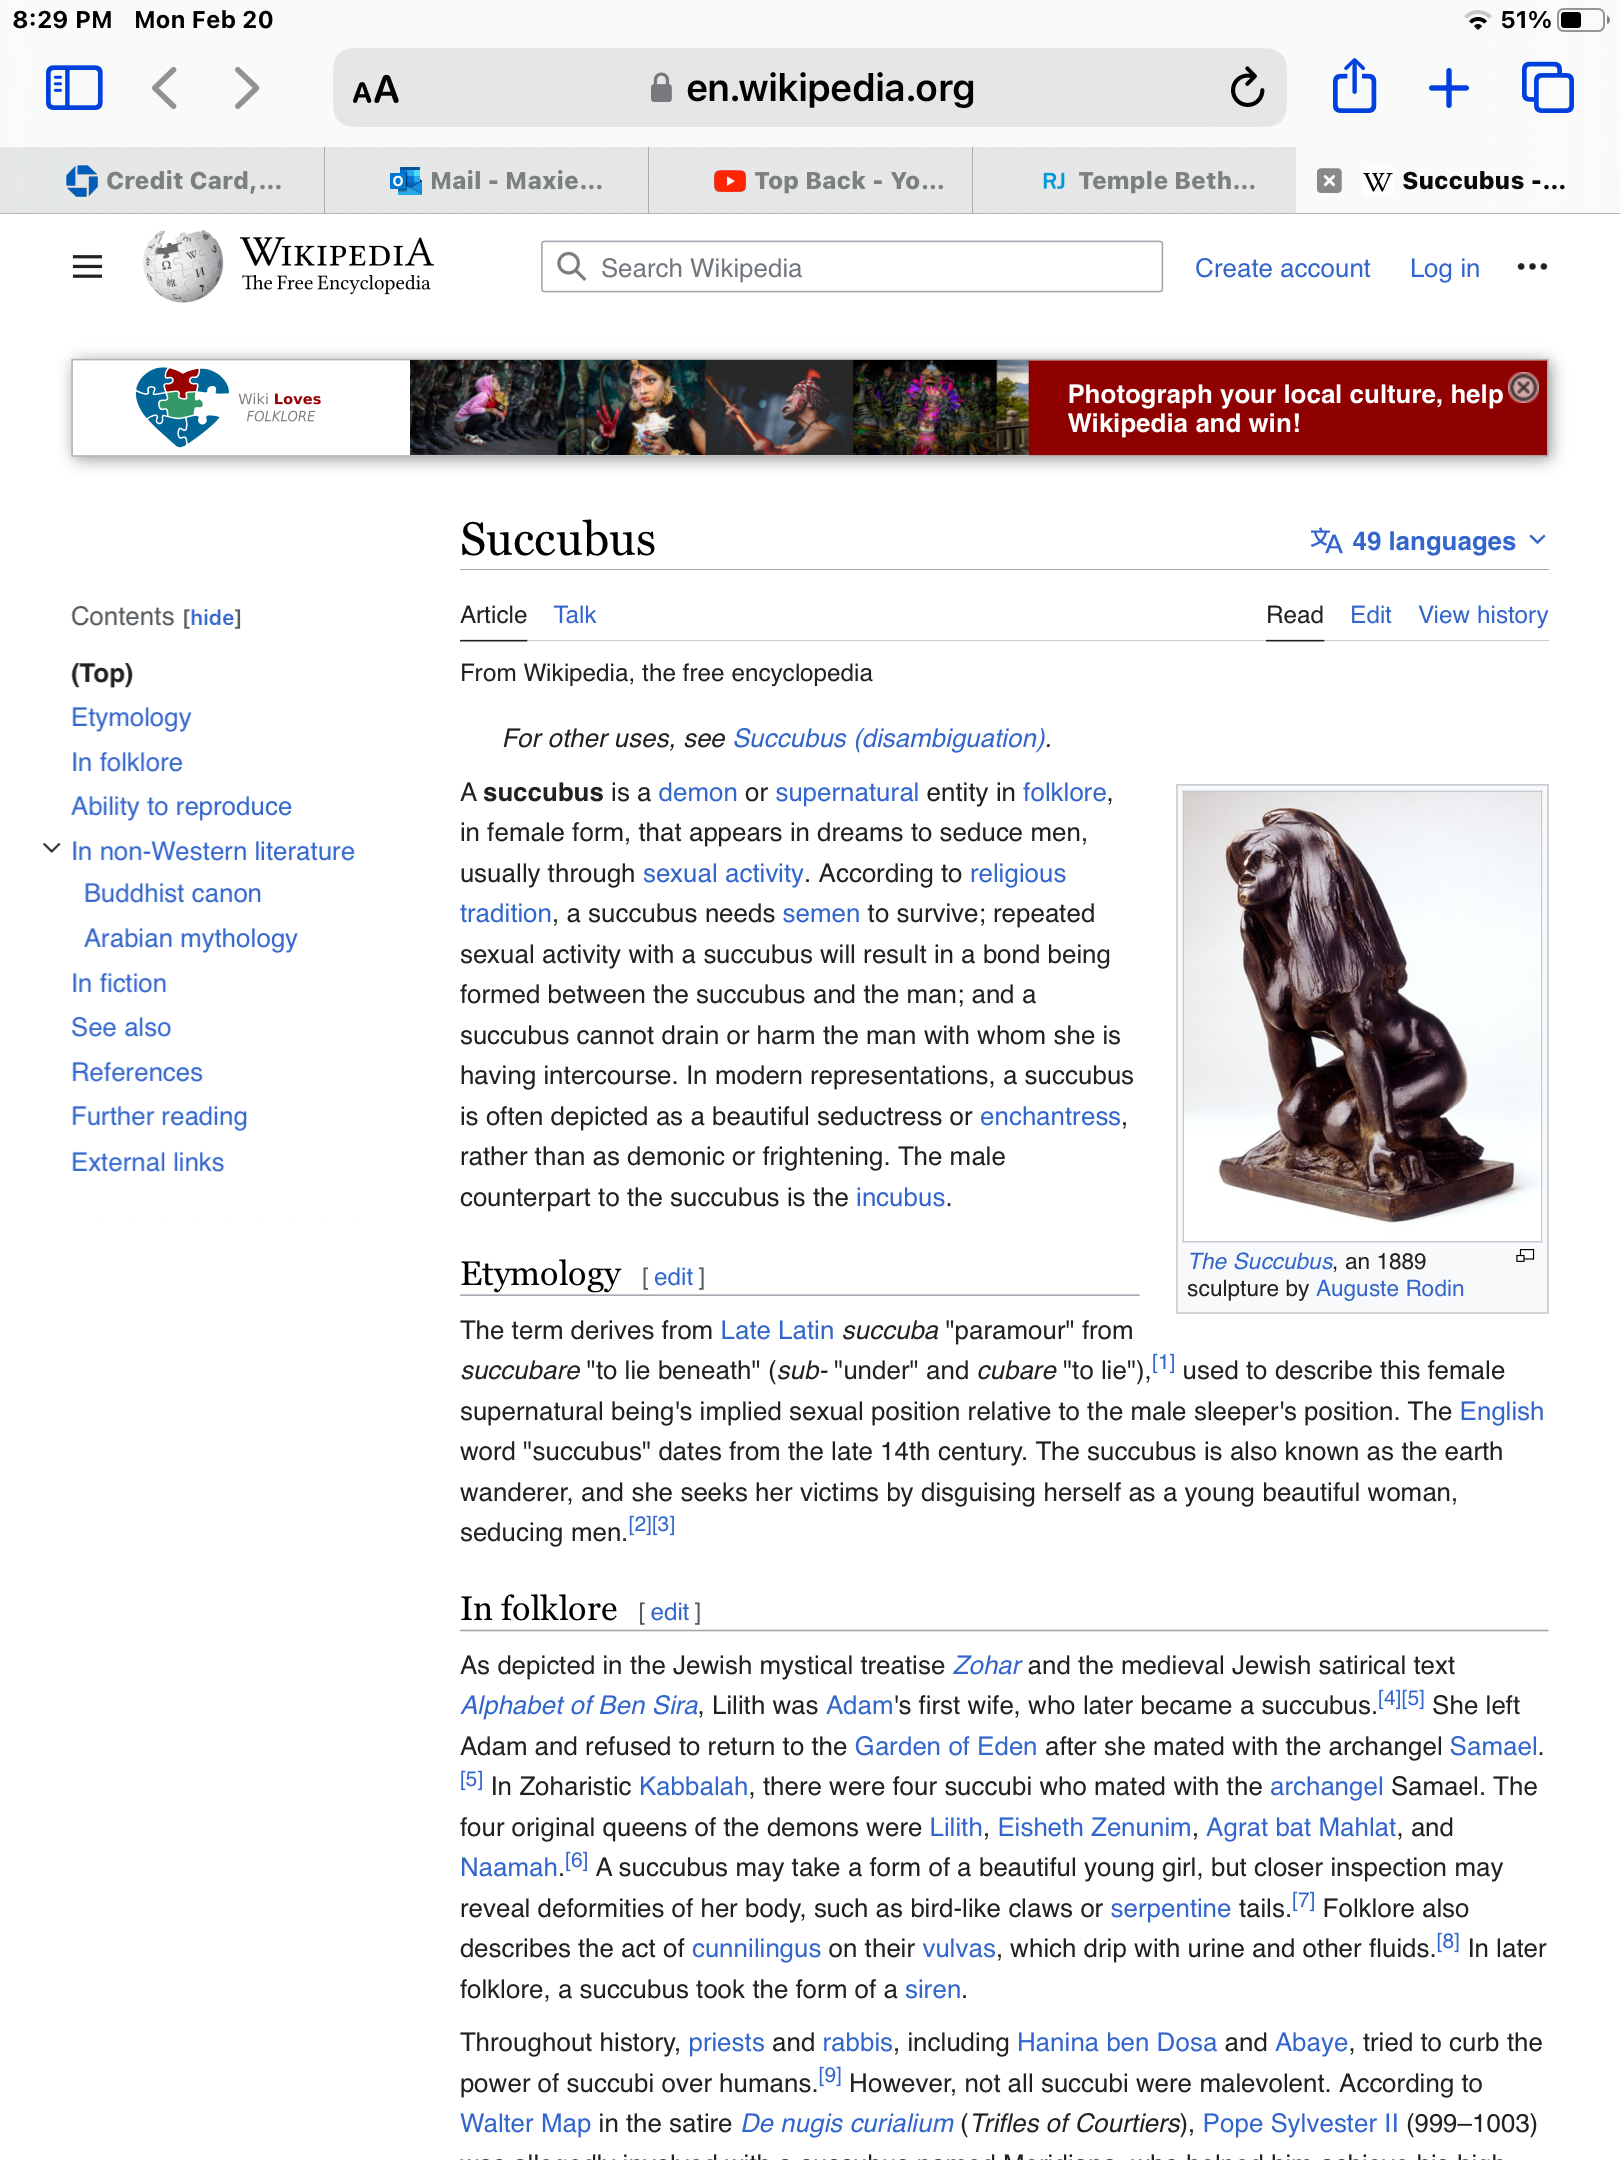 8:29 PM Mon Feb 20
51%
AA
en.wikipedia.org
Credit Card,...
Mail - Maxie...
Top Back - Yo...
RJ Temple Beth...
W Succubus -...
WIKIPEDIA
The Free Encyclopedia
Search Wikipedia
Create account
Log in
Wiki Loves
FOLKLORE
Photograph your local culture, help
Wikipedia and win!
Succubus
49 languages
Contents [hide]
(Top)
Etymology
In folklore
Ability to reproduce
In non-Western literature
Buddhist canon
Arabian mythology
In fiction
See also
References
Further reading
External links
Article Talk
Read Edit View history
From Wikipedia, the free encyclopedia
For other uses, see Succubus (disambiguation).
A succubus is a demon or supernatural entity in folklore,
in female form, that appears in dreams to seduce men,
usually through sexual activity. According to religious
tradition, a succubus needs semen to survive; repeated
sexual activity with a succubus will result in a bond being
formed between the succubus and the man; and a
succubus cannot drain or harm the man with whom she is
having intercourse. In modern representations, a succubus
is often depicted as a beautiful seductress or enchantress,
rather than as demonic or frightening. The male
counterpart to the succubus is the incubus.
The Succubus, an 1889
sculpture by Auguste Rodin
Etymology [ edit ]
The term derives from Late Latin succuba "paramour" from
succubare "to lie beneath" (sub- "under" and cubare "to lie"),[1] used to describe this female
supernatural being's implied sexual position relative to the male sleeper's position. The English
word "succubus" dates from the late 14th century. The succubus is also known as the earth
wanderer, and she seeks her victims by disguising herself as a young beautiful woman,
seducing men.[2][3]
In folklore [ edit ]
As depicted in the Jewish mystical treatise Zohar and the medieval Jewish satirical text
Alphabet of Ben Sira, Lilith was Adam's first wife, who later became a succubus.[4][5] She left
Adam and refused to return to the Garden of Eden after she mated with the archangel Samael.
[5] In Zoharistic Kabbalah, there were four succubi who mated with the archangel Samael. The
four original queens of the demons were Lilith, Eisheth Zenunim, Agrat bat Mahlat, and
Naamah.[6] A succubus may take a form of a beautiful young girl, but closer inspection may
reveal deformities of her body, such as bird-like claws or serpentine tails.[7] Folklore also
describes the act of cunnilingus on their vulvas, which drip with urine and other fluids.[8] In later
folklore, a succubus took the form of a siren.
Throughout history, priests and rabbis, including Hanina ben Dosa and Abaye, tried to curb the
power of succubi over humans.[9] However, not all succubi were malevolent. According to
Walter Map in the satire De nugis curialium (Trifles of Courtiers), Pope Sylvester II (999–1003)
was allegedly involved with a succubus named Meridiana, who helped him achieve his high